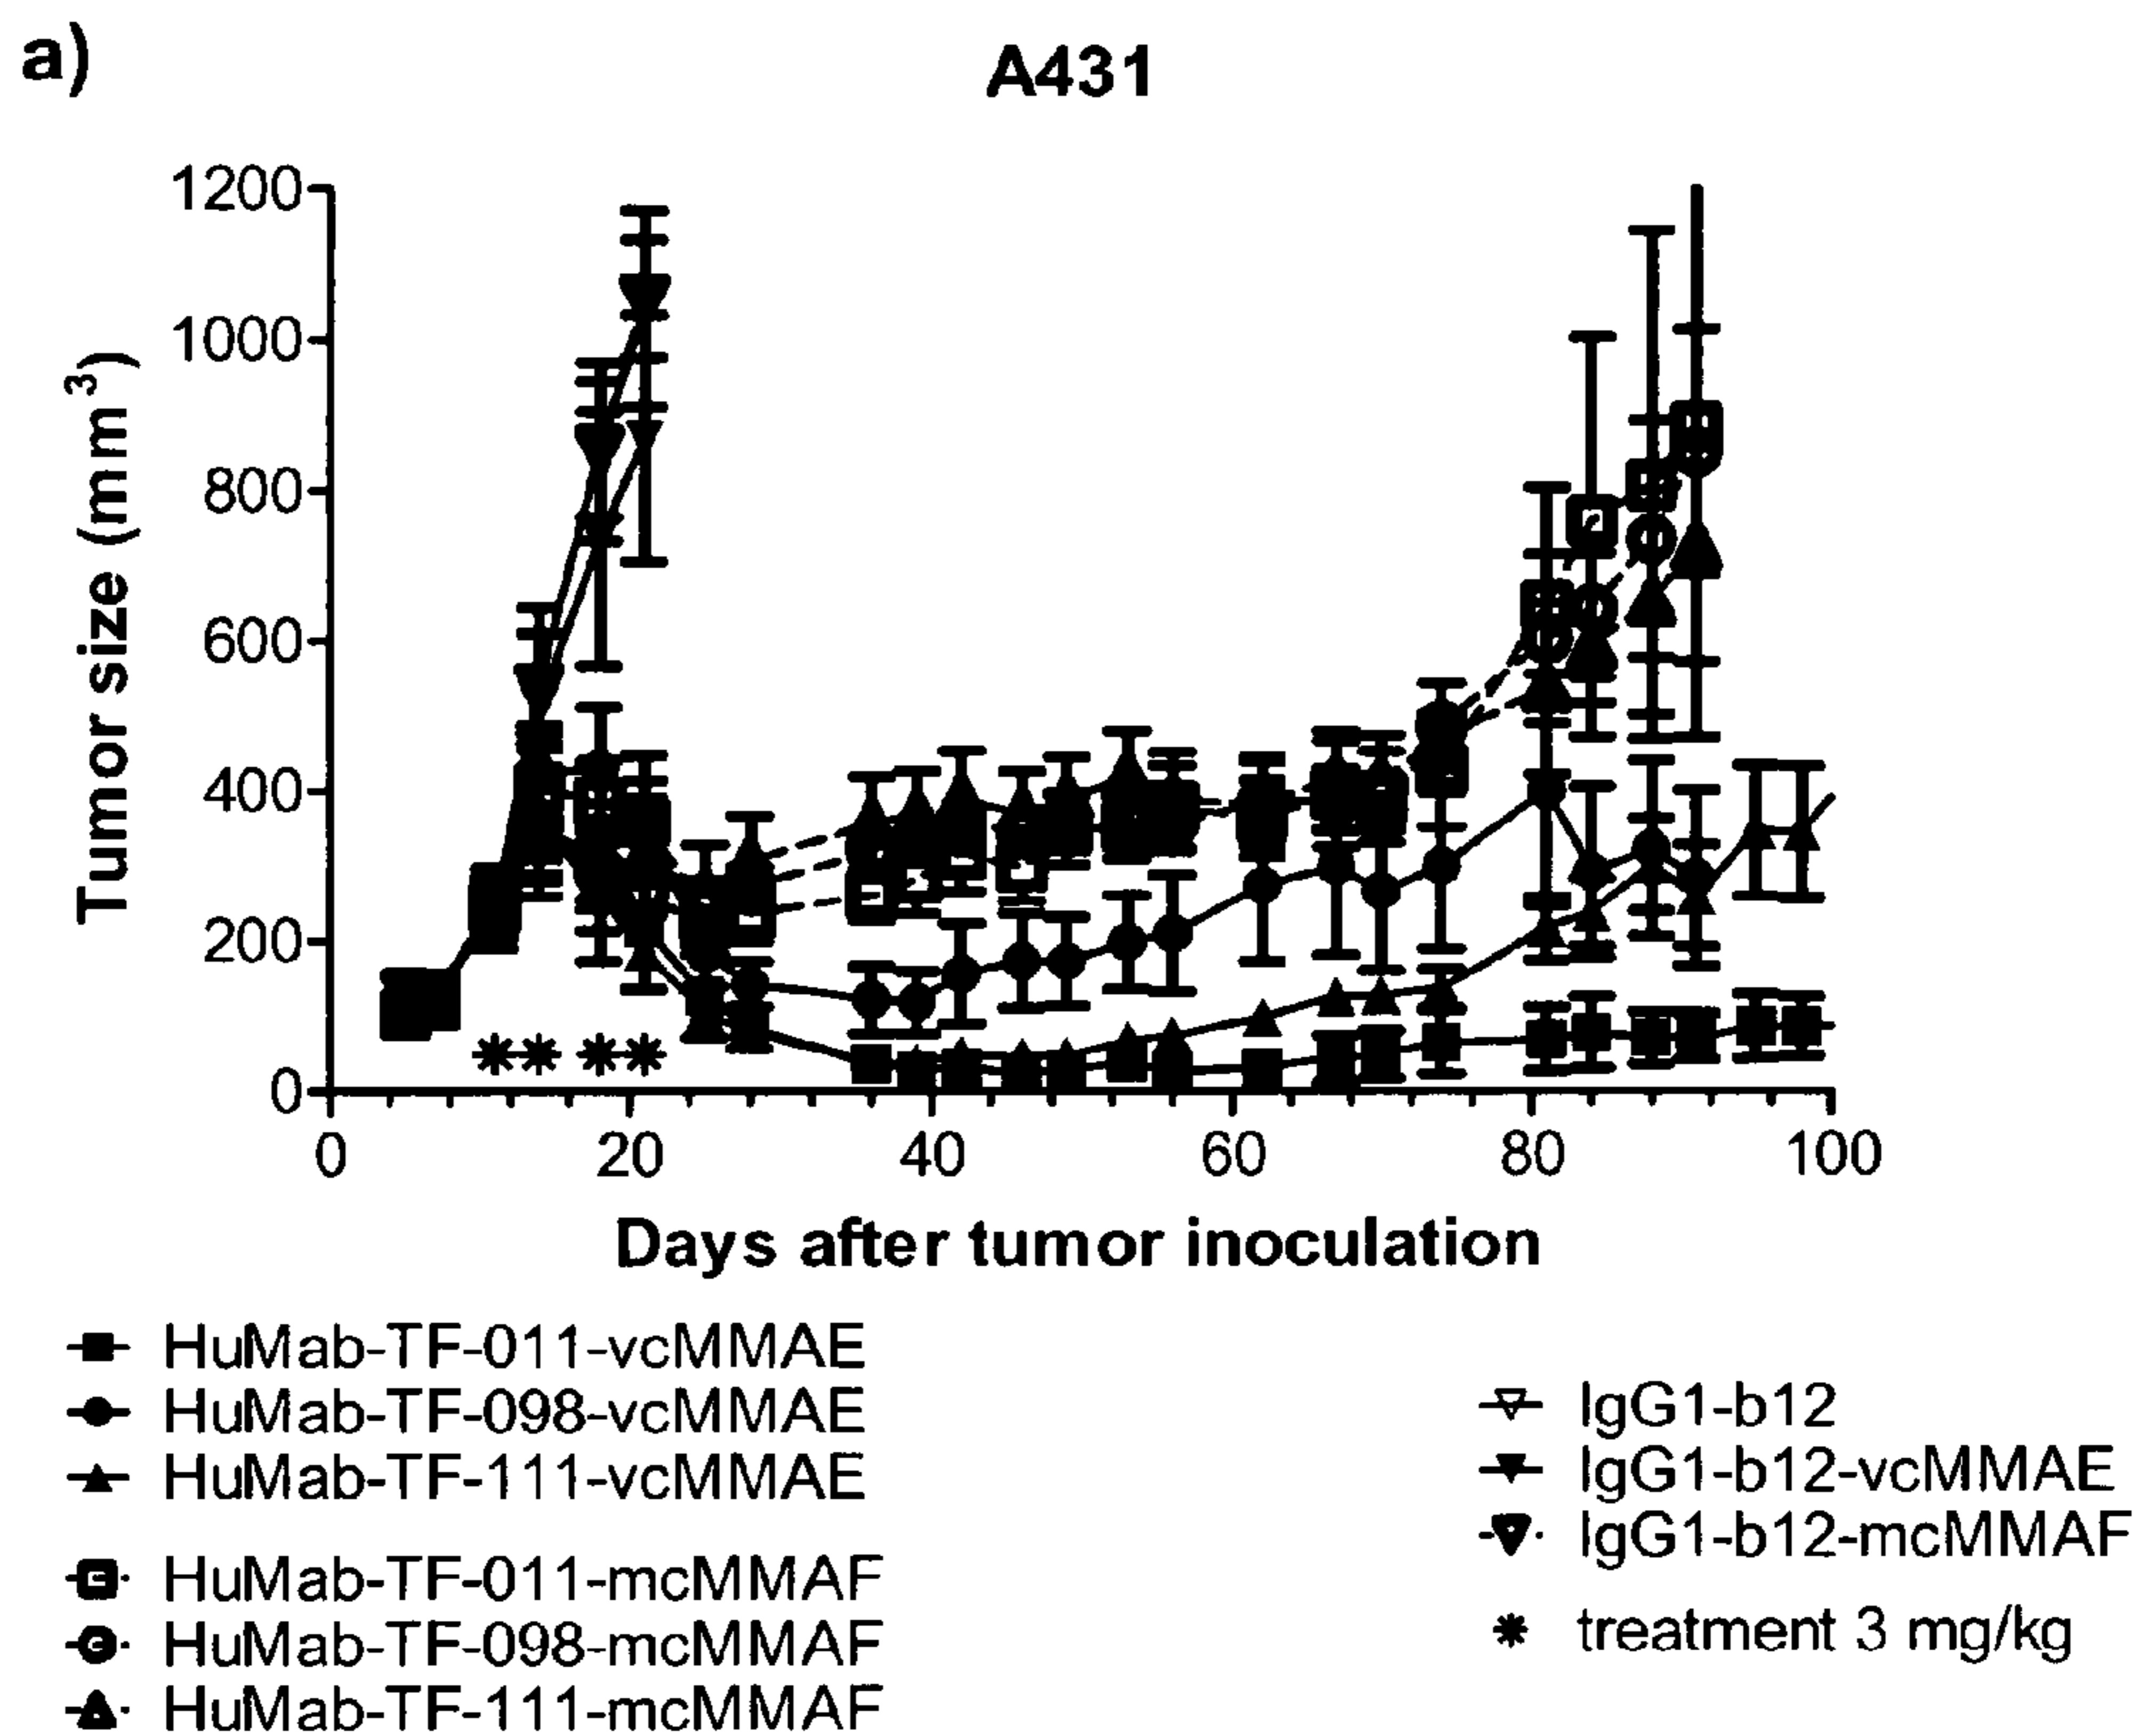 a)
A431
Tumor size (mm³)
1200
1000
800
600
400
200
0
0 20 40 60 80 100
Days after tumor inoculation
HuMab-TF-011-vcMMAE
HuMab-TF-098-vcMMAE
HuMab-TF-111-vcMMAE
HuMab-TF-011-mcMMAF
HuMab-TF-098-mcMMAF
HuMab-TF-111-mcMMAF
IgG1-b12
IgG1-b12-vcMMAE
IgG1-b12-mcMMAF
* treatment 3 mg/kg